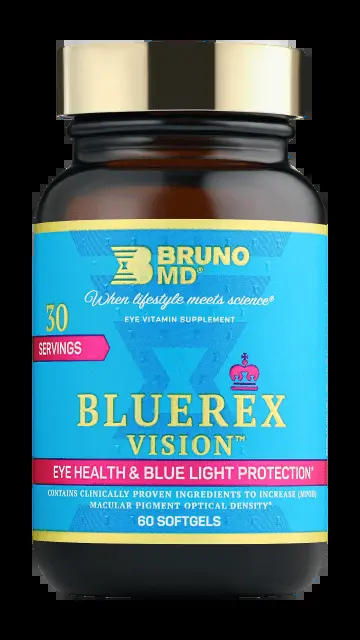 BRUNO
MD®
When lifestyle meets science®
EYE VITAMIN SUPPLEMENT
30
SERVINGS
BLUEREX
VISION™
EYE HEALTH & BLUE LIGHT PROTECTION*
CONTAINS CLINICALLY PROVEN INGREDIENTS TO INCREASE (MPOD)
MACULAR PIGMENT OPTICAL DENSITY*
60 SOFTGELS